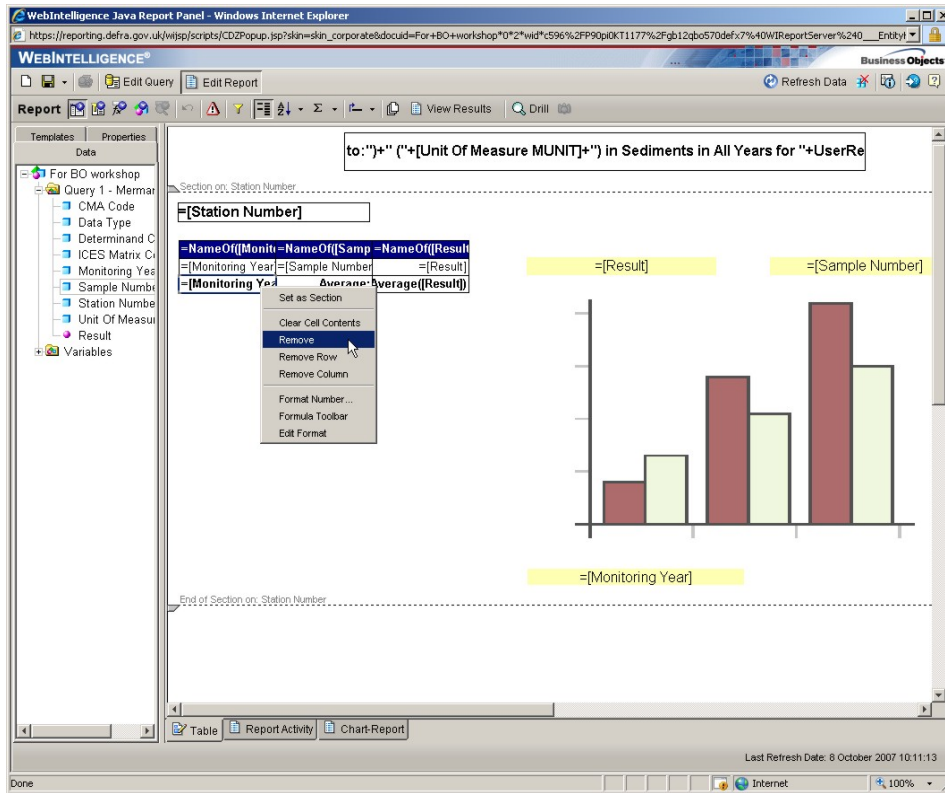 WebIntelligence Java Report Panel - Windows Internet Explorer
https://reporting.defra.gov.uk/wijsp/scripts/CDZPopup.jsp?skin=skin_corporate&docuid=For+BO+workshop*0*2*wid*c596%2FP90pi0KT1177%2Fgb12qbo570defx7%40WIReportServer%240___Entity
WEBINTELLIGENCE®
... Business Objects
Edit Query Edit Report Refresh Data
Report View Results Drill
Templates Properties
Data
For BO workshop
Query 1 - Mermar
CMA Code
Data Type
Determinand C
ICES Matrix C
Monitoring Yea
Sample Numbe
Station Numbe
Unit Of Measur
Result
Variables
to:")+" ("+[Unit Of Measure MUNIT]+") in Sediments in All Years for "+UserRe
Section on: Station Number
=[Station Number]
=NameOf([Monit =NameOf([Samp =NameOf([Result
=[Monitoring Year =[Sample Number =[Result]
=[Monitoring Yea Average: Average([Result])
Set as Section
Clear Cell Contents
Remove
Remove Row
Remove Column
Format Number...
Formula Toolbar
Edit Format
=[Result] =[Sample Number]
=[Monitoring Year]
End of Section on: Station Number
Table Report Activity Chart-Report
Last Refresh Date: 8 October 2007 10:11:13
Done Internet 100%